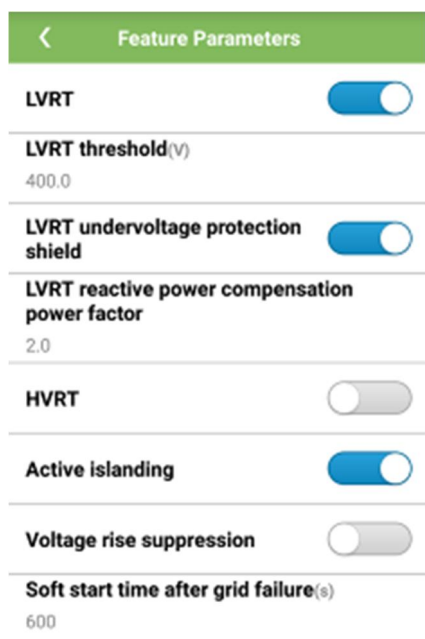 Feature Parameters
LVRT
LVRT threshold(V)
400.0
LVRT undervoltage protection
shield
LVRT reactive power compensation
power factor
2.0
HVRT
Active islanding
Voltage rise suppression
Soft start time after grid failure(s)
600